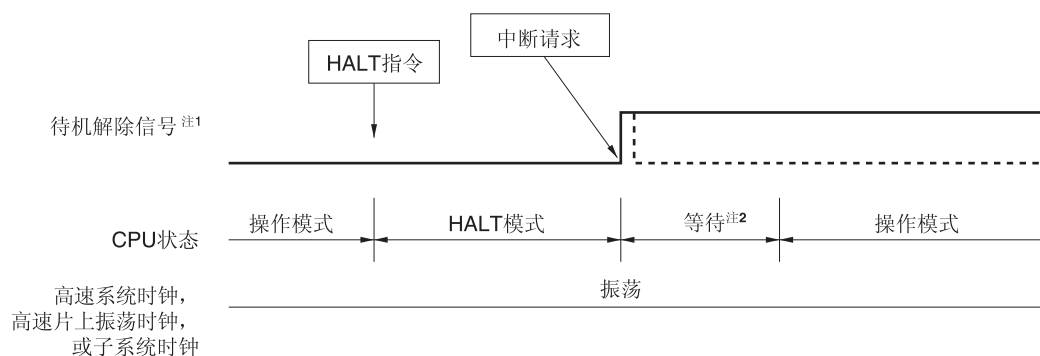 中断请求
HALT指令
待机解除信号 注1
操作模式
HALT模式
等待注2
操作模式
CPU状态
振荡
高速系统时钟，
高速片上振荡时钟，
或子系统时钟